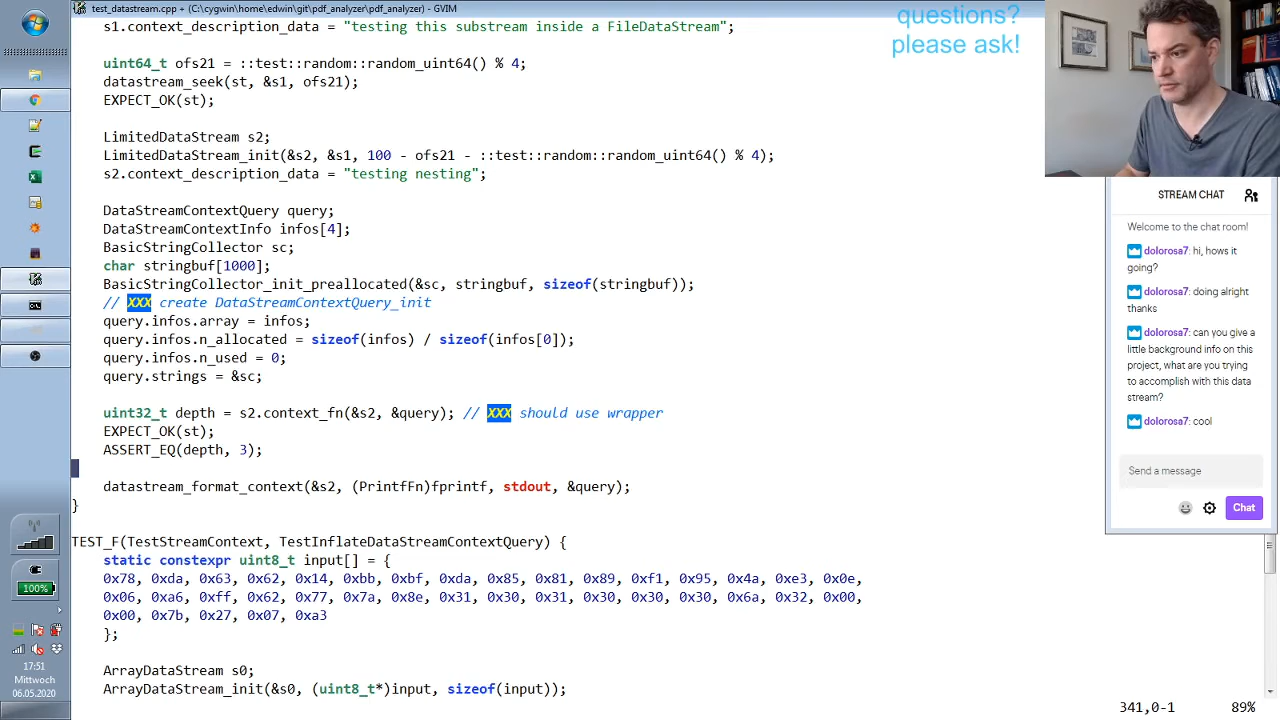 test_datastream.cpp + (C:\cygwin\home\edwin\git\pdf_analyzer\pdf_analyzer) - GVIM
s1.context_description_data = "testing this substream inside a FileDataStream";
uint64_t ofs21 = ::test::random::random_uint64() % 4;
datastream_seek(st, &s1, ofs21);
EXPECT_OK(st);
LimitedDataStream s2;
LimitedDataStream_init(&s2, &s1, 100 - ofs21 - ::test::random::random_uint64() % 4);
s2.context_description_data = "testing nesting";
DataStreamContextQuery query;
DataStreamContextInfo infos[4];
BasicStringCollector sc;
char stringbuf[1000];
BasicStringCollector_init_preallocated(&sc, stringbuf, sizeof(stringbuf));
// XXX create DataStreamContextQuery_init
query.infos.array = infos;
query.infos.n_allocated = sizeof(infos) / sizeof(infos[0]);
query.infos.n_used = 0;
query.strings = &sc;
uint32_t depth = s2.context_fn(&s2, &query); // XXX should use wrapper
EXPECT_OK(st);
ASSERT_EQ(depth, 3);
datastream_format_context(&s2, (PrintfFn)fprintf, stdout, &query);
}
TEST_F(TestStreamContext, TestInflateDataStreamContextQuery) {
static constexpr uint8_t input[] = {
0x78, 0xda, 0x63, 0x62, 0x14, 0xbb, 0xbf, 0xda, 0x85, 0x81, 0x89, 0xf1, 0x95, 0x4a, 0xe3, 0x0e,
0x06, 0xa6, 0xff, 0x62, 0x77, 0x7a, 0x8e, 0x31, 0x30, 0x31, 0x30, 0x30, 0x30, 0x6a, 0x32, 0x00,
0x00, 0x7b, 0x27, 0x07, 0xa3
};
ArrayDataStream s0;
ArrayDataStream_init(&s0, (uint8_t*)input, sizeof(input));
341,0-1 89%
questions?
please ask!
STREAM CHAT
Welcome to the chat room!
dolorosa7: hi, hows it
going?
dolorosa7: doing alright
thanks
dolorosa7: can you give a
little background info on this
project, what are you trying
to accomplish with this data
stream?
dolorosa7: cool
Send a message
Chat
100%
17:51
Mittwoch
06.05.2020